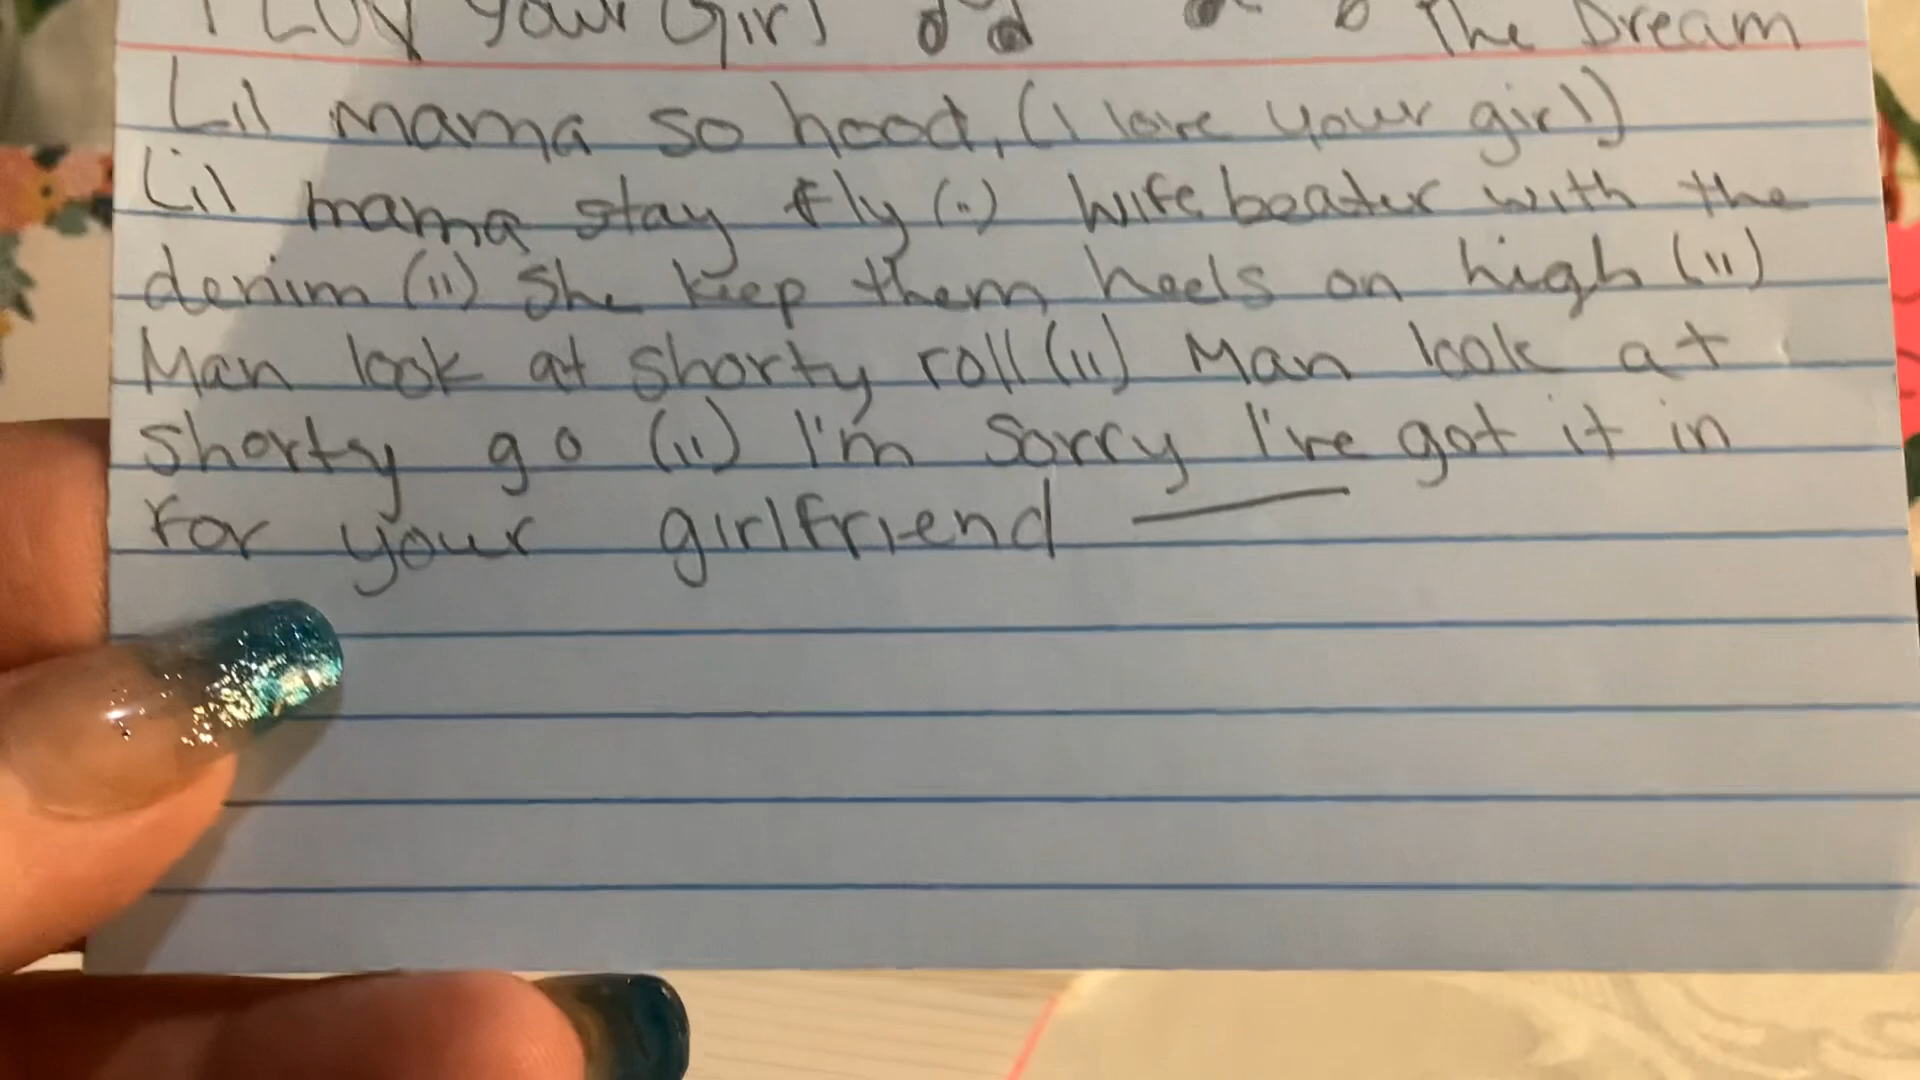 I LUV Your Girl The Dream
Lil mama so hood, (I love your girl)
Lil mama stay fly (") Wife beater with the
denim (") She keep them heels on high (")
Man look at shorty roll (") Man look at
shorty go (") I'm sorry I've got it in
For your girlfriend —